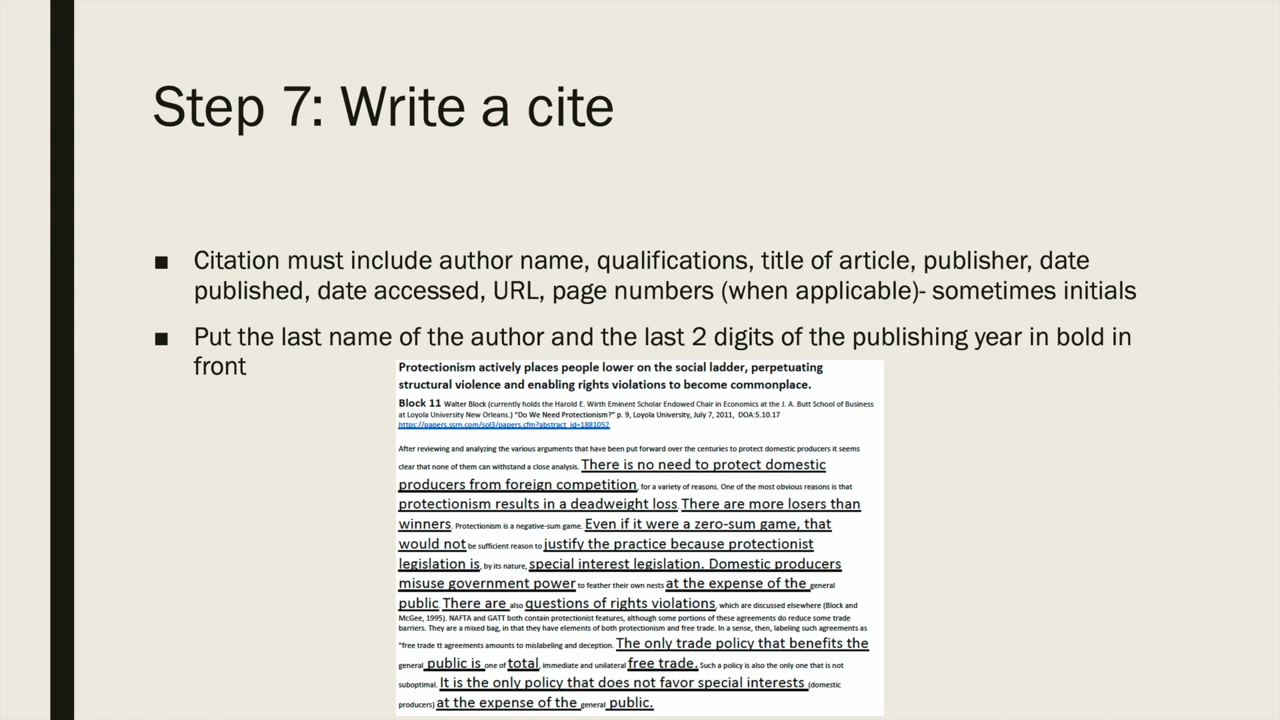 Step 7: Write a cite
■ Citation must include author name, qualifications, title of article, publisher, date
published, date accessed, URL, page numbers (when applicable)- sometimes initials
■ Put the last name of the author and the last 2 digits of the publishing year in bold in
front
Protectionism actively places people lower on the social ladder, perpetuating
structural violence and enabling rights violations to become commonplace.
Block 11 Walter Block (currently holds the Harold E. Wirth Eminent Scholar Endowed Chair in Economics at the J. A. Butt School of Business
at Loyola University New Orleans.) "Do We Need Protectionism?" p. 9, Loyola University, July 7, 2011, DOA:5.10.17
https://papers.ssrn.com/sol3/papers.cfm?abstract_id=1881052
After reviewing and analyzing the various arguments that have been put forward over the centuries to protect domestic producers it seems
clear that none of them can withstand a close analysis. There is no need to protect domestic
producers from foreign competition, for a variety of reasons. One of the most obvious reasons is that
protectionism results in a deadweight loss. There are more losers than
winners. Protectionism is a negative-sum game. Even if it were a zero-sum game, that
would not be sufficient reason to justify the practice because protectionist
legislation is, by its nature, special interest legislation. Domestic producers
misuse government power to feather their own nests at the expense of the general
public. There are also questions of rights violations, which are discussed elsewhere (Block and
McGee, 1995). NAFTA and GATT both contain protectionist features, although some portions of these agreements do reduce some trade
barriers. They are a mixed bag, in that they have elements of both protectionism and free trade. In a sense, then, labeling such agreements as
"free trade tt agreements amounts to mislabeling and deception. The only trade policy that benefits the
general public is one of total, immediate and unilateral free trade. Such a policy is also the only one that is not
suboptimal. It is the only policy that does not favor special interests (domestic
producers) at the expense of the general public.